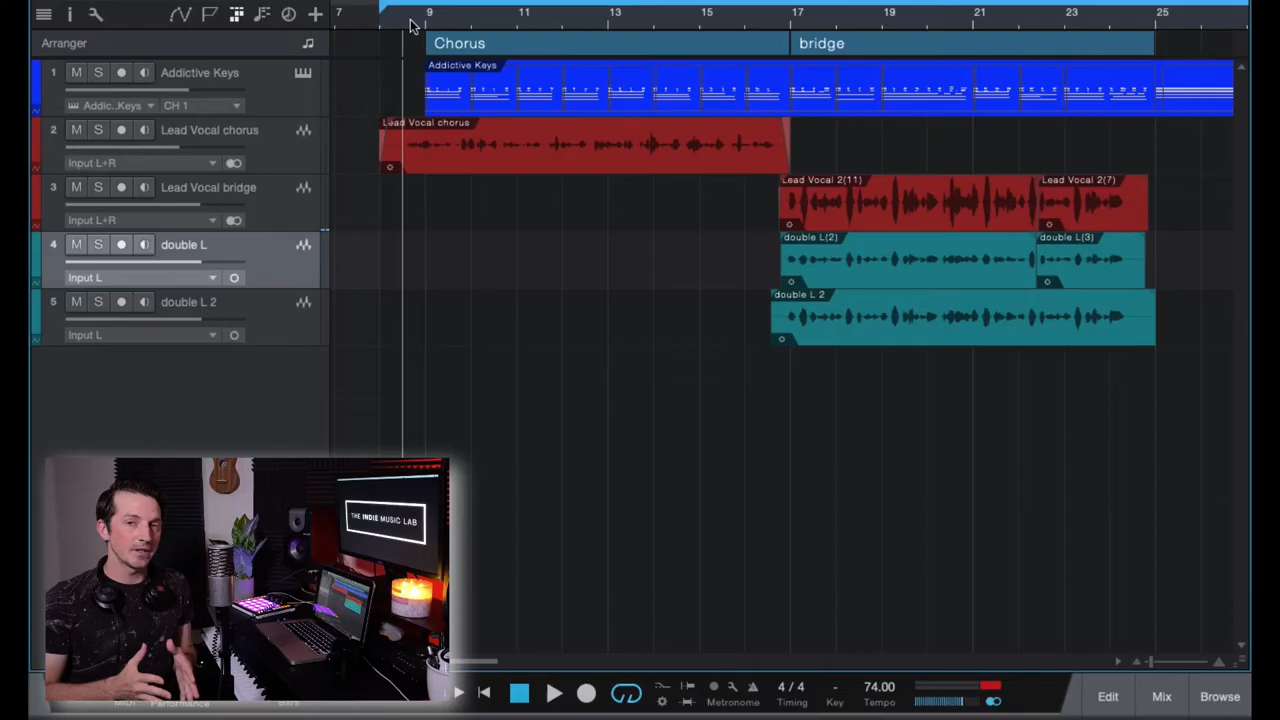 7 9 11 13 15 17 19 21 23 25
Arranger
Chorus
bridge
1 M S Addictive Keys
Addic..Keys CH 1
Addictive Keys
2 M S Lead Vocal chorus
Input L+R
Lead Vocal chorus
3 M S Lead Vocal bridge
Input L+R
Lead Vocal 2(11)
Lead Vocal 2(7)
4 M S double L
Input L
double L(2)
double L(3)
5 M S double L 2
Input L
double L 2
THE INDIE MUSIC LAB
4 / 4
-
74.00
MIDI
Performance
Bars
Metronome
Timing
Key
Tempo
Edit
Mix
Browse